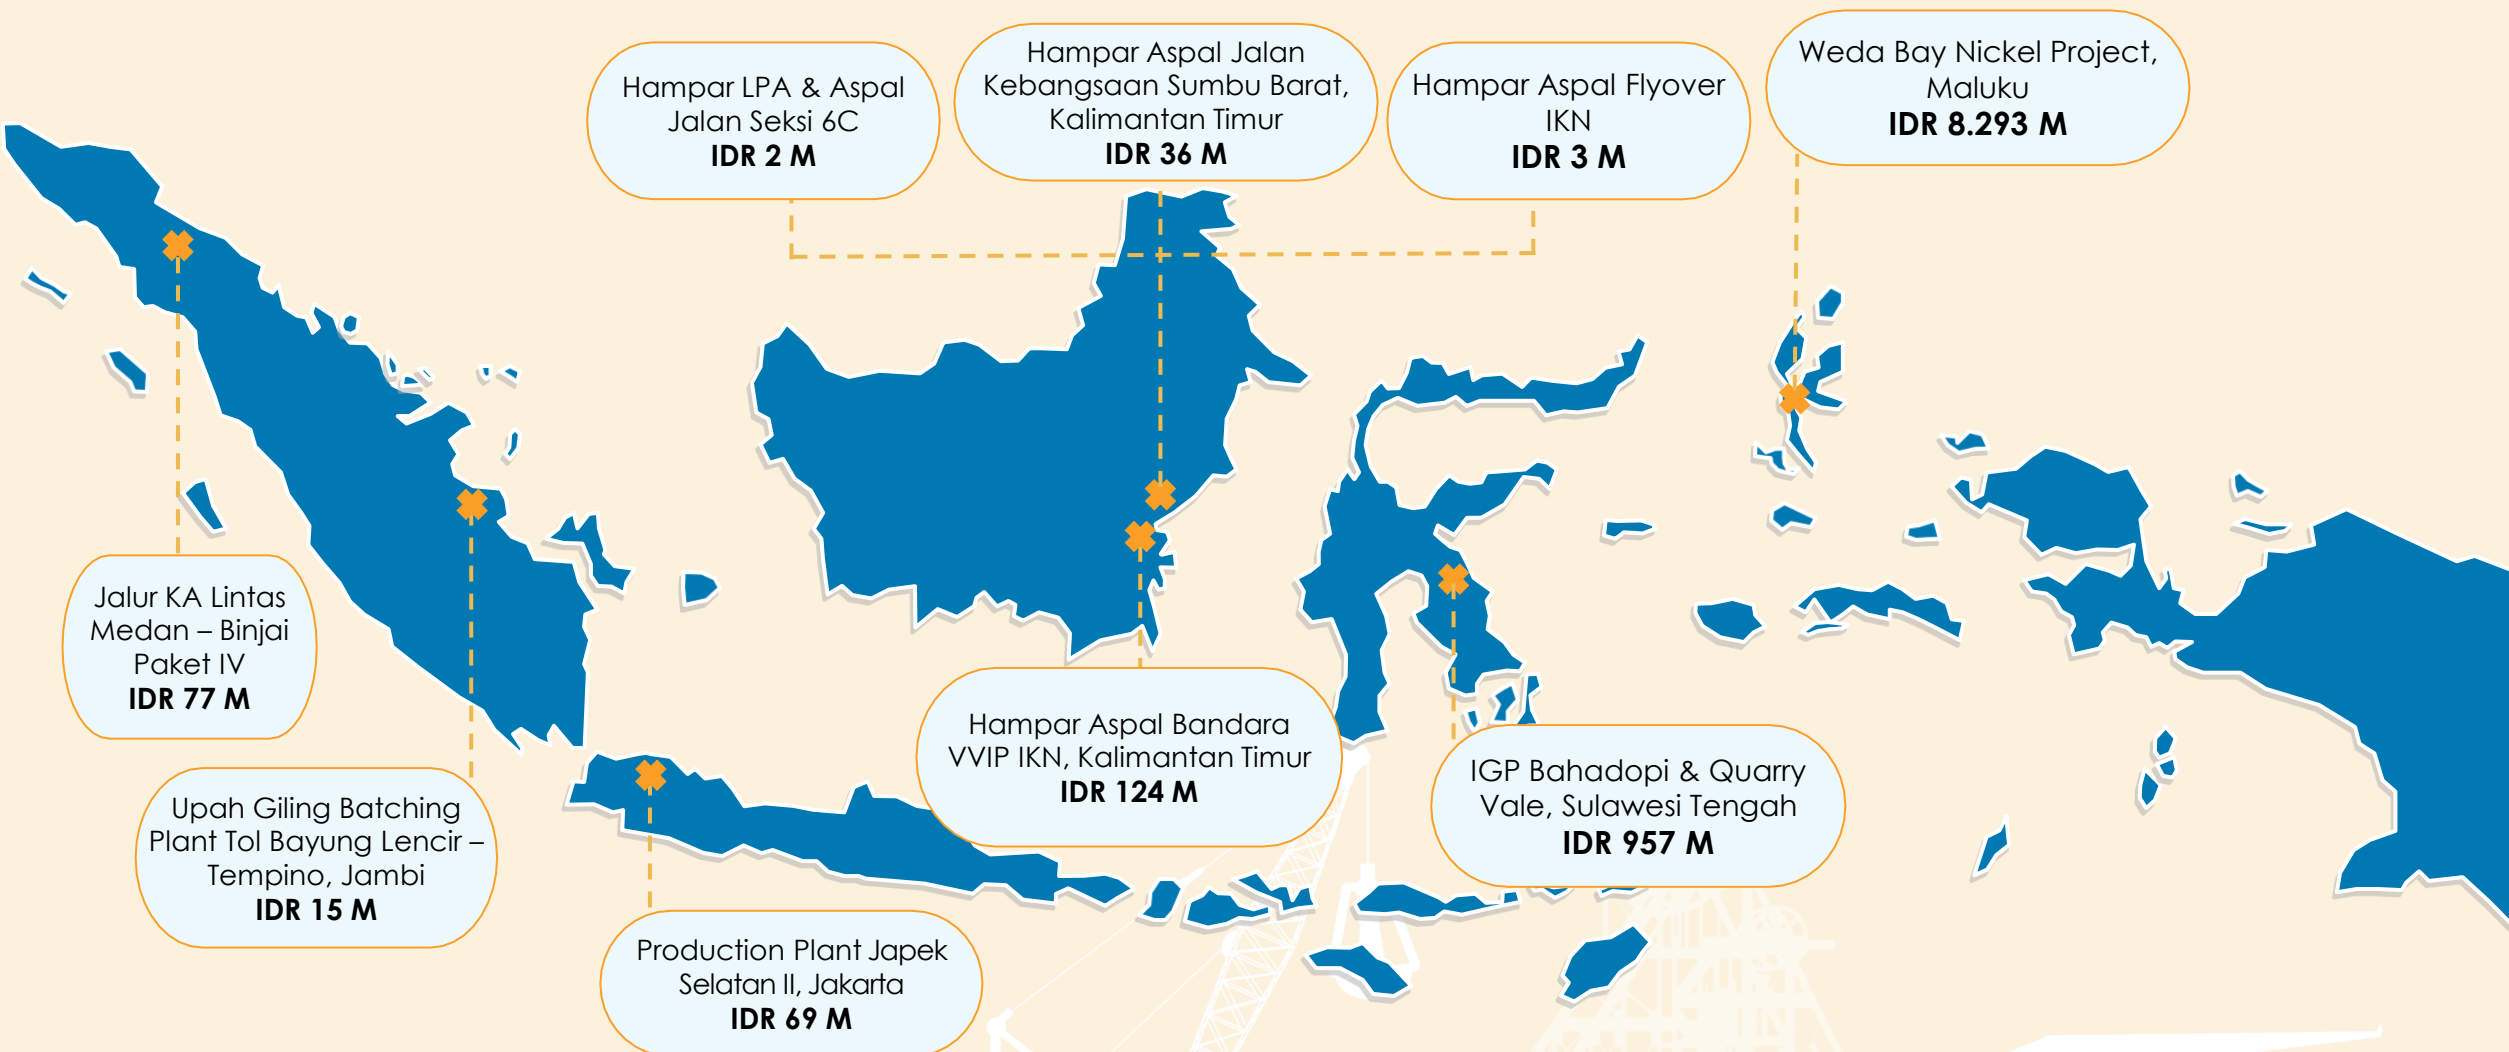 Hampar LPA & Aspal
Jalan Seksi 6C
IDR 2 M
Hampar Aspal Jalan
Kebangsaan Sumbu Barat,
Kalimantan Timur
IDR 36 M
Hampar Aspal Flyover
IKN
IDR 3 M
Weda Bay Nickel Project,
Maluku
IDR 8.293 M
Jalur KA Lintas
Medan – Binjai
Paket IV
IDR 77 M
Upah Giling Batching
Plant Tol Bayung Lencir –
Tempino, Jambi
IDR 15 M
Production Plant Japek
Selatan II, Jakarta
IDR 69 M
Hampar Aspal Bandara
VVIP IKN, Kalimantan Timur
IDR 124 M
IGP Bahadopi & Quarry
Vale, Sulawesi Tengah
IDR 957 M